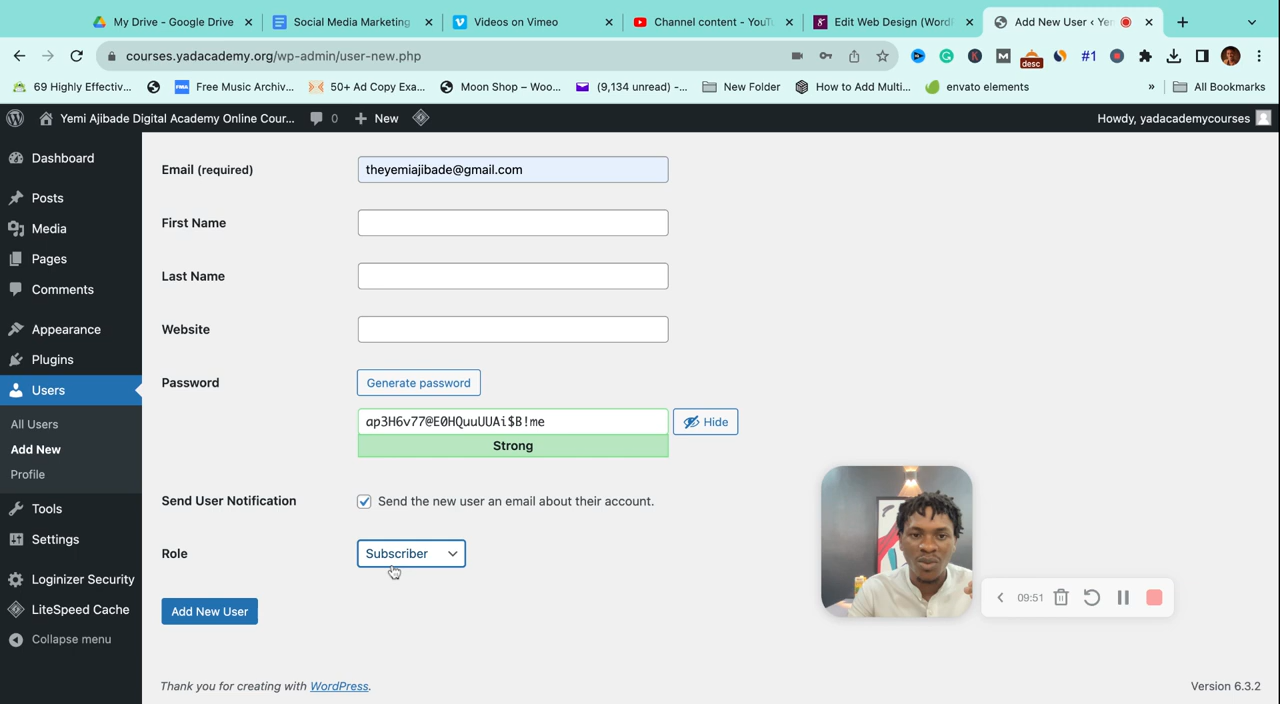 My Drive - Google Drive
Social Media Marketing
Videos on Vimeo
Channel content - YouT
Edit Web Design (Word
Add New User ‹ Yem
courses.yadacademy.org/wp-admin/user-new.php
desc
#1
69 Highly Effectiv...
Free Music Archiv...
50+ Ad Copy Exa...
Moon Shop – Woo...
(9,134 unread) -...
New Folder
How to Add Multi...
envato elements
»
All Bookmarks
Yemi Ajibade Digital Academy Online Cour...
0
New
Howdy, yadacademycourses
Dashboard
Posts
Media
Pages
Comments
Appearance
Plugins
Users
All Users
Add New
Profile
Tools
Settings
Loginizer Security
LiteSpeed Cache
Collapse menu
Email (required)
theyemiajibade@gmail.com
First Name
Last Name
Website
Password
Generate password
ap3H6v77@E0HQuuUUAi$B!me
Hide
Strong
Send User Notification
Send the new user an email about their account.
Role
Subscriber
Add New User
09:51
Thank you for creating with WordPress.
Version 6.3.2